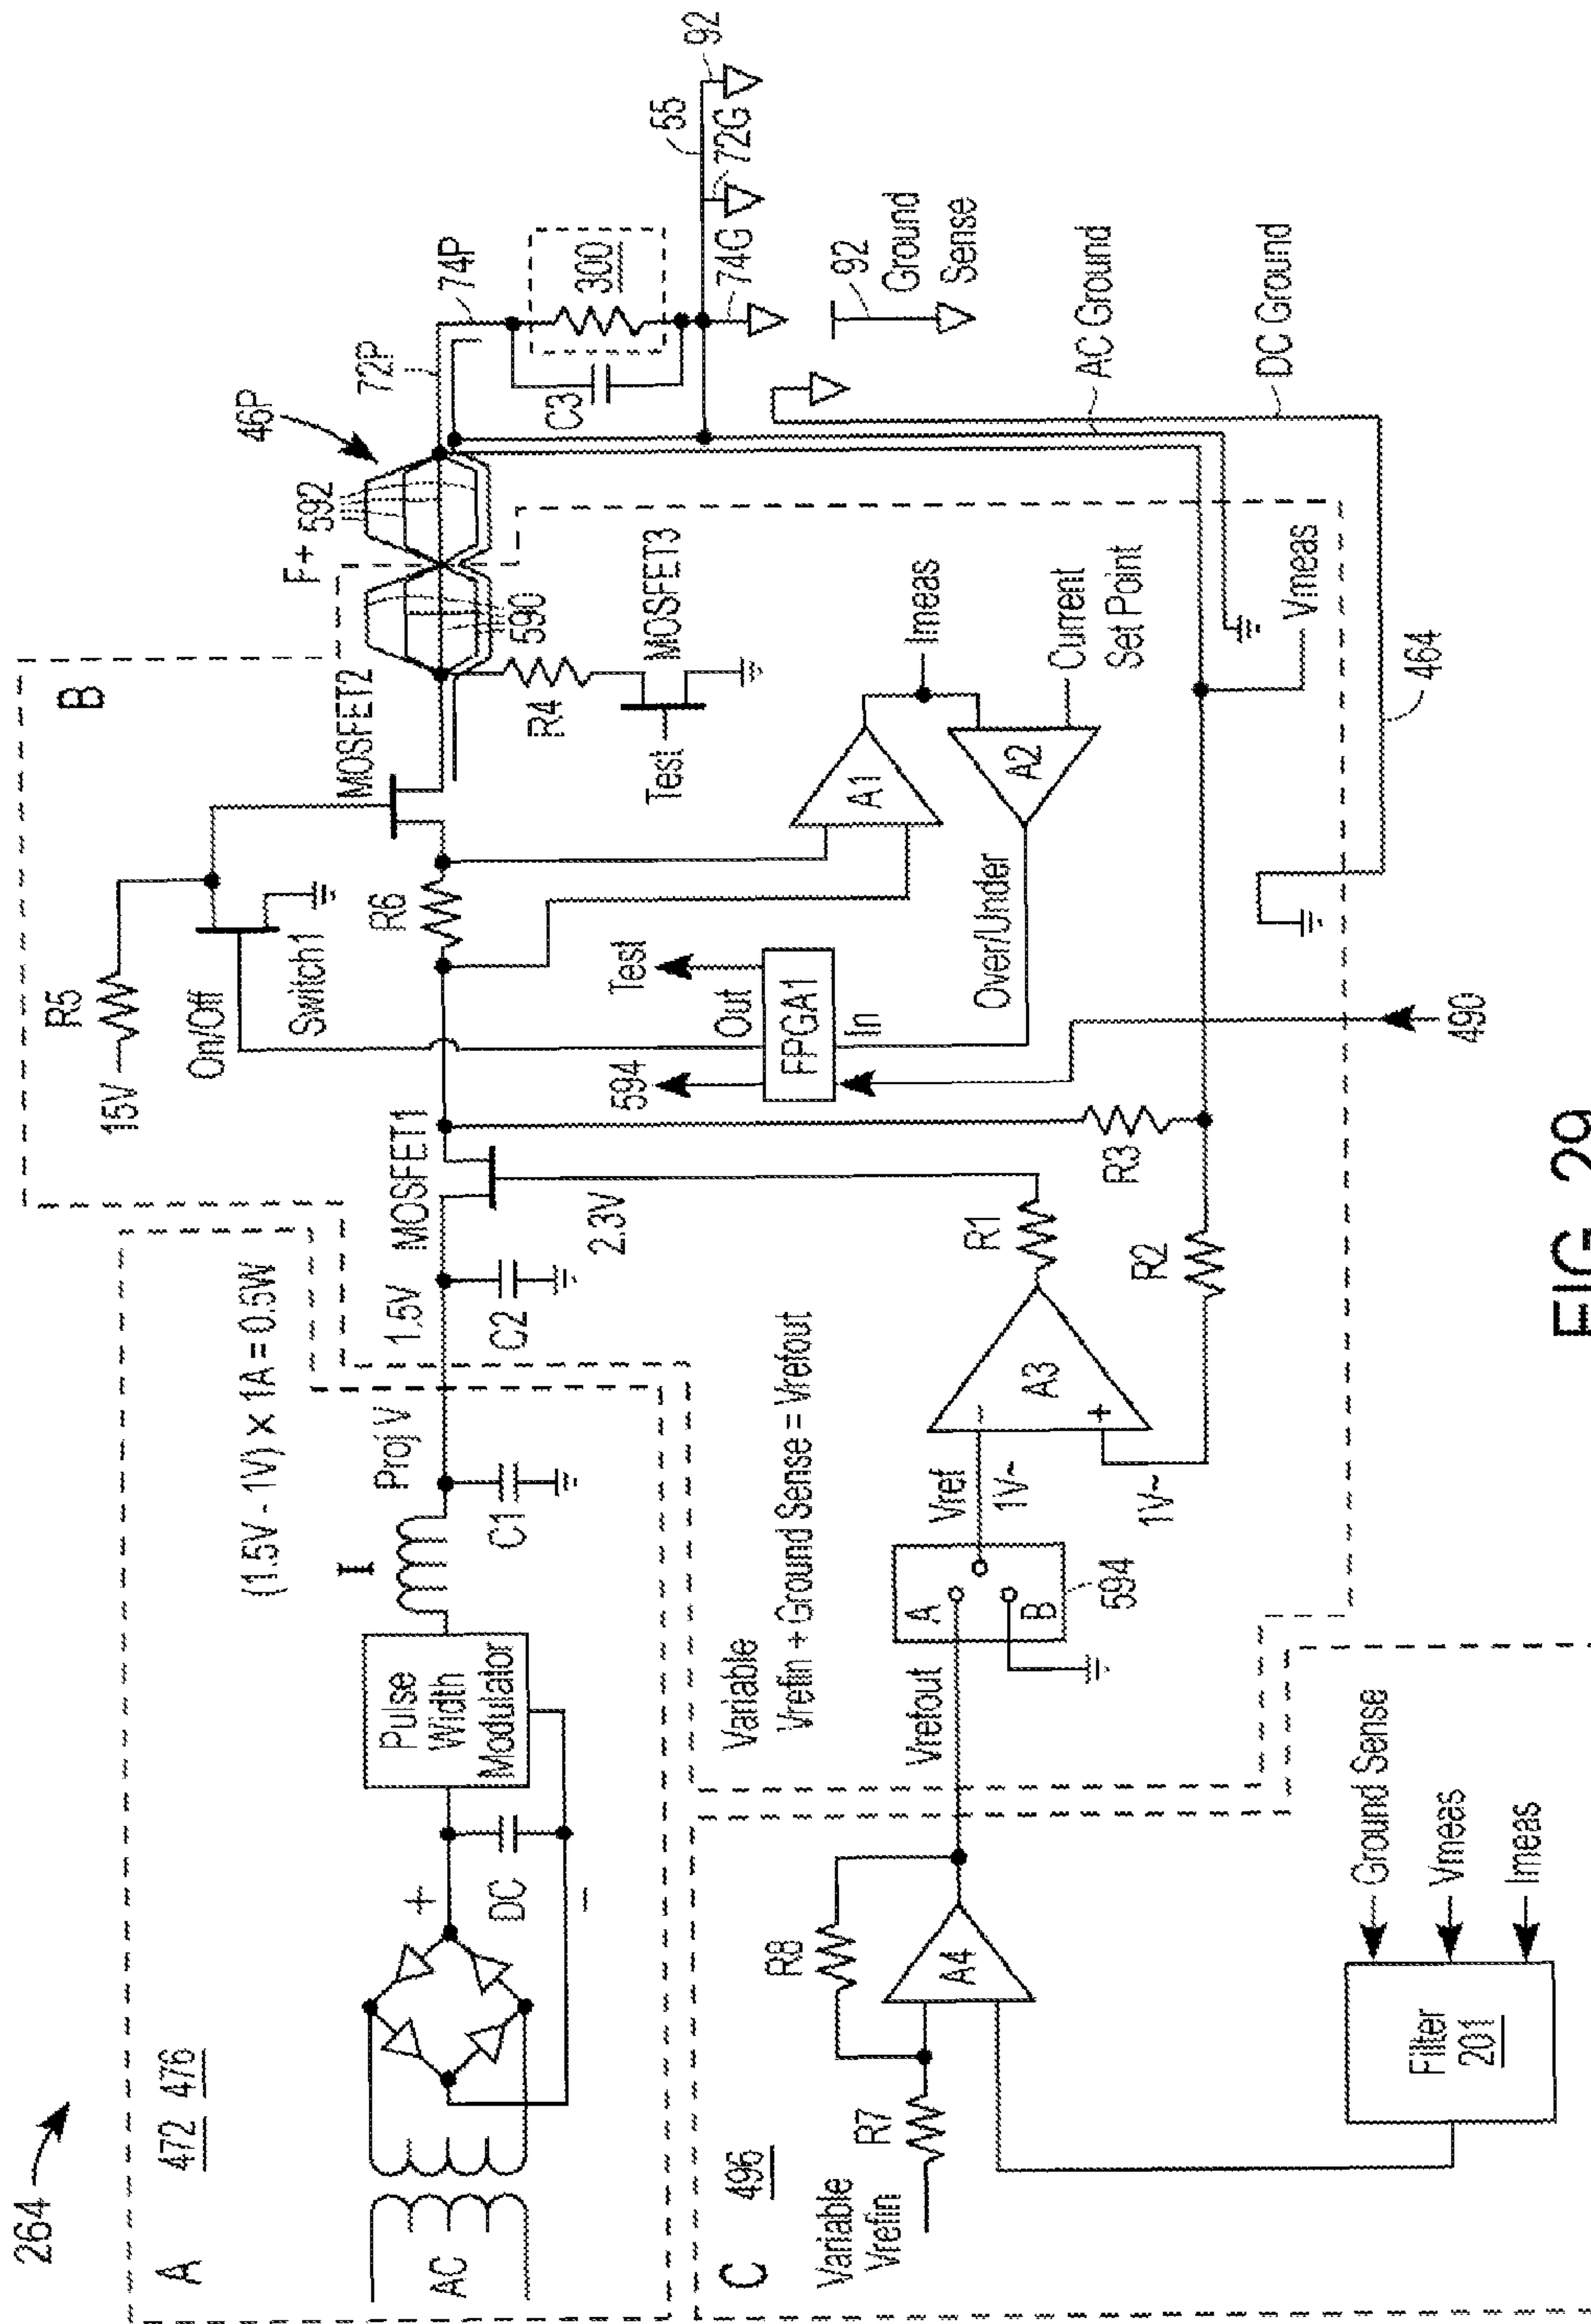 264
A
472 476
AC
+
DC
−
Pulse
Width
Modulator
I
C1
Proj V
(1.5V - 1V) x 1A = 0.5W
1.5V
C2
2.3V
MOSFET1
B
15V
R5
On/Off
Switch1
R6
MOSFET2
F+
592
590
46P
72P
74P
C3
300
55
92
72G
74G
92
Ground
Sense
AC Ground
DC Ground
R4
MOSFET3
Test
594
Out
Test
FPGA1
In
A1
Imeas
A2
Current
Set Point
Over/Under
490
464
Vmeas
R3
R1
R2
A3
−
+
Vref
1V~
1V~
Variable
Vrefin + Ground Sense = Vrefout
A
B
594
Vrefout
C
496
Variable
Vrefin
R7
R8
A4
Filter
201
Ground Sense
Vmeas
Imeas
FIG. 29